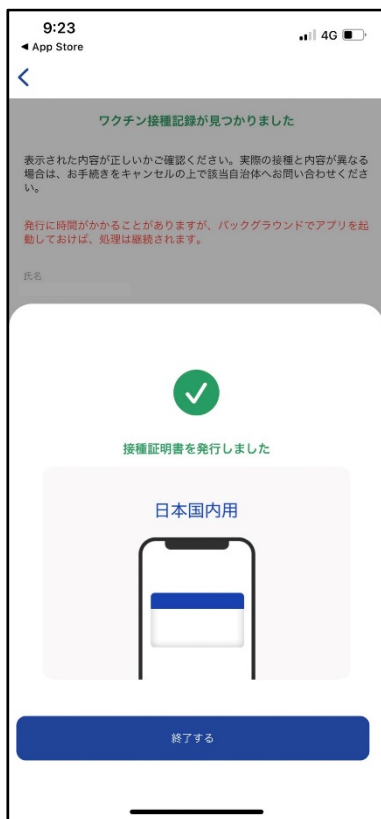 9:23
4G
◀ App Store
ワクチン接種記録が見つかりました
表示された内容が正しいかご確認ください。実際の接種と内容が異なる
場合は、お手続きをキャンセルの上で該当自治体へお問い合わせくださ
い。
発行に時間がかかることがありますが、バックグラウンドでアプリを起
動しておけば、処理は継続されます。
氏名
接種証明書を発行しました
日本国内用
終了する